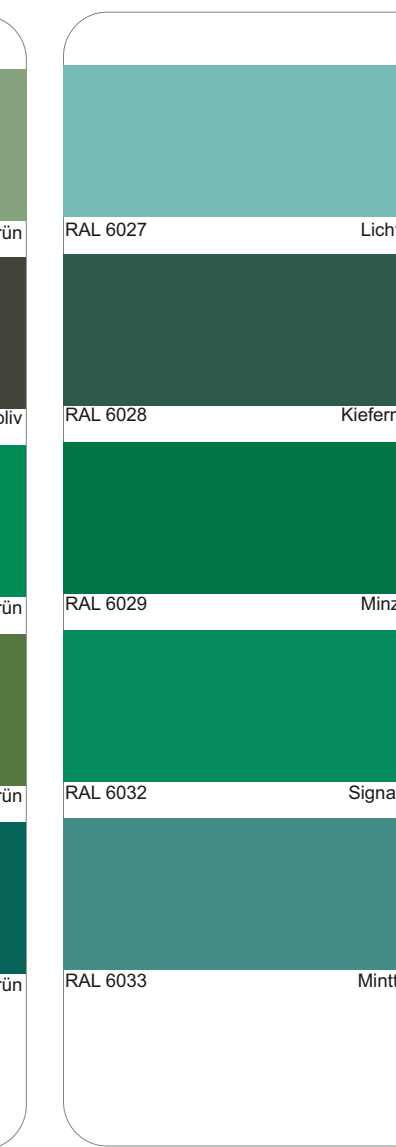 rün
oliv
rün
rün
rün
RAL 6027 Lich
RAL 6028 Kiefern
RAL 6029 Minz
RAL 6032 Signa
RAL 6033 Mint